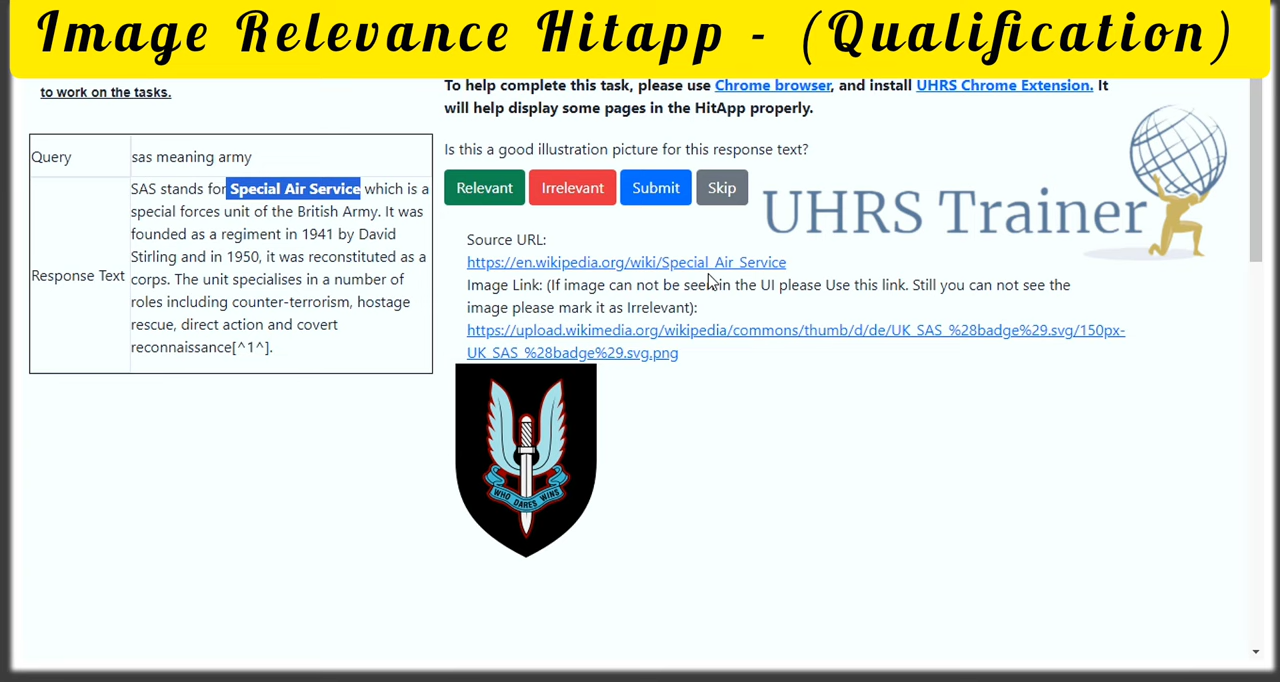 Image Relevance Hitapp - (Qualification)
to work on the tasks.
To help complete this task, please use Chrome browser, and install UHRS Chrome Extension. It
will help display some pages in the HitApp properly.
Query
sas meaning army
Response Text
SAS stands for Special Air Service which is a
special forces unit of the British Army. It was
founded as a regiment in 1941 by David
Stirling and in 1950, it was reconstituted as a
corps. The unit specialises in a number of
roles including counter-terrorism, hostage
rescue, direct action and covert
reconnaissance[^1^].
Is this a good illustration picture for this response text?
Relevant Irrelevant Submit Skip
UHRS Trainer
Source URL:
https://en.wikipedia.org/wiki/Special_Air_Service
Image Link: (If image can not be seen in the UI please Use this link. Still you can not see the
image please mark it as Irrelevant):
https://upload.wikimedia.org/wikipedia/commons/thumb/d/de/UK_SAS_%28badge%29.svg/150px-
UK_SAS_%28badge%29.svg.png
WHO DARES WINS